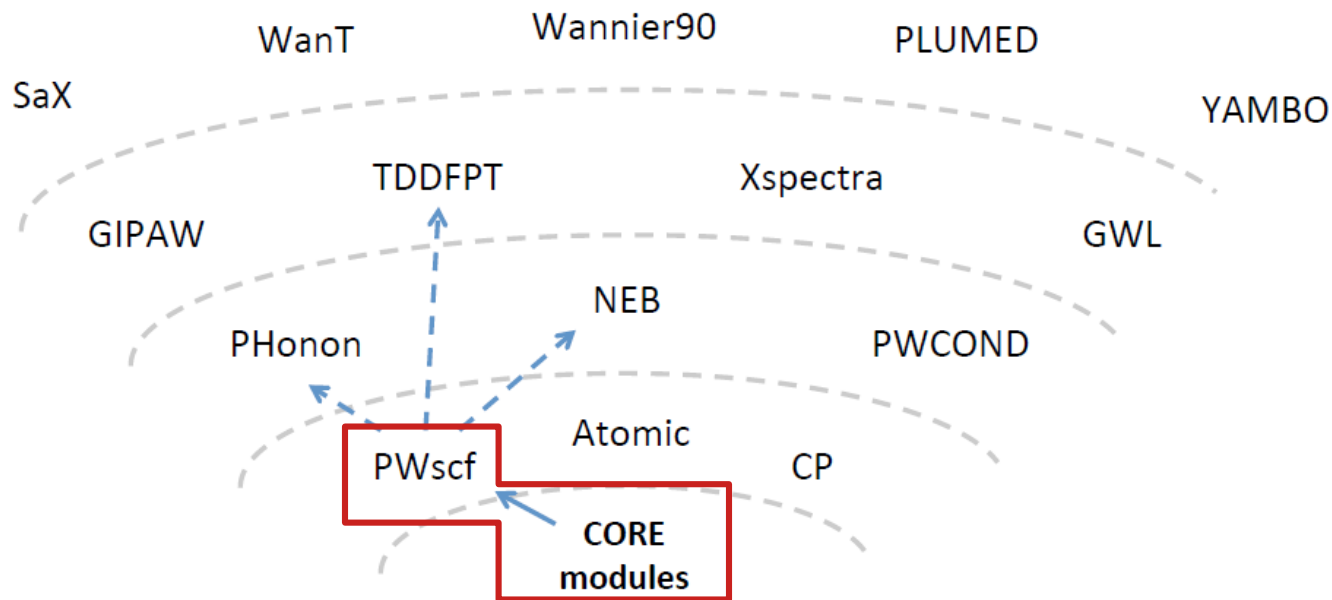 WanT
Wannier90
PLUMED
SaX
YAMBO
TDDFPT
Xspectra
GIPAW
GWL
NEB
PHonon
PWCOND
Atomic
PWscf
CP
CORE
modules